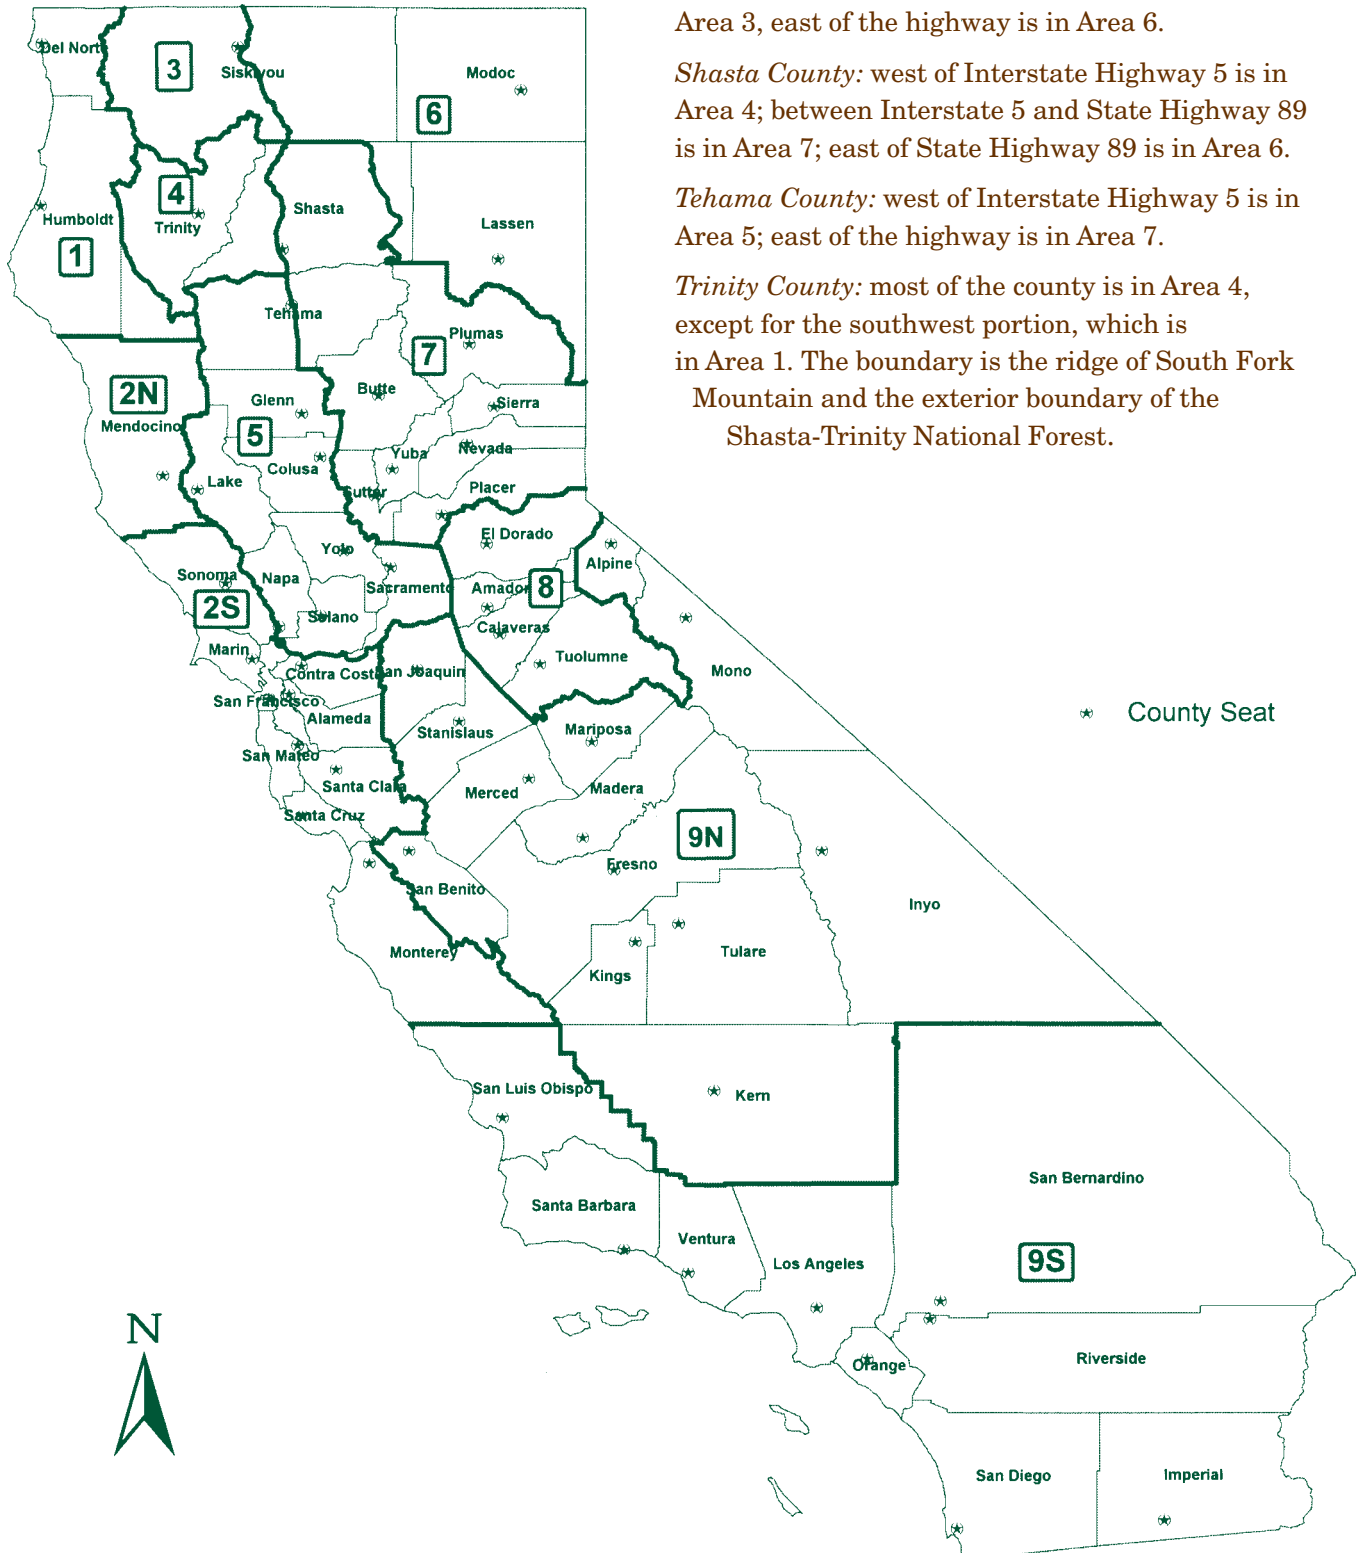 Area 3, east of the highway is in Area 6.
Shasta County: west of Interstate Highway 5 is in
Area 4; between Interstate 5 and State Highway 89
is in Area 7; east of State Highway 89 is in Area 6.
Tehama County: west of Interstate Highway 5 is in
Area 5; east of the highway is in Area 7.
Trinity County: most of the county is in Area 4,
except for the southwest portion, which is
in Area 1. The boundary is the ridge of South Fork
Mountain and the exterior boundary of the
Shasta-Trinity National Forest.
Del Norte
3
Siskiyou
Modoc
6
4
Trinity
Shasta
Humboldt
1
Lassen
Tehama
Plumas
7
2N
Mendocino
Butte
Glenn
Sierra
5
Colusa
Yuba
Nevada
Lake
Sutter
Placer
El Dorado
Yolo
Alpine
Sonoma
Napa
Sacramento
Amador
8
2S
Solano
Calaveras
Marin
Tuolumne
Contra Costa
San Joaquin
Mono
San Francisco
Alameda
Stanislaus
Mariposa
County Seat
San Mateo
Santa Clara
Merced
Madera
Santa Cruz
9N
Fresno
San Benito
Inyo
Monterey
Tulare
Kings
San Luis Obispo
Kern
San Bernardino
Santa Barbara
Ventura
Los Angeles
9S
N
Orange
Riverside
San Diego
Imperial